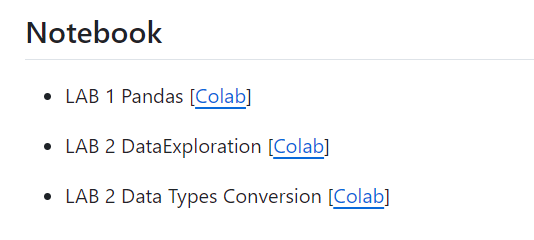 Notebook
LAB 1 Pandas [Colab]
LAB 2 DataExploration [Colab]
LAB 2 Data Types Conversion [Colab]